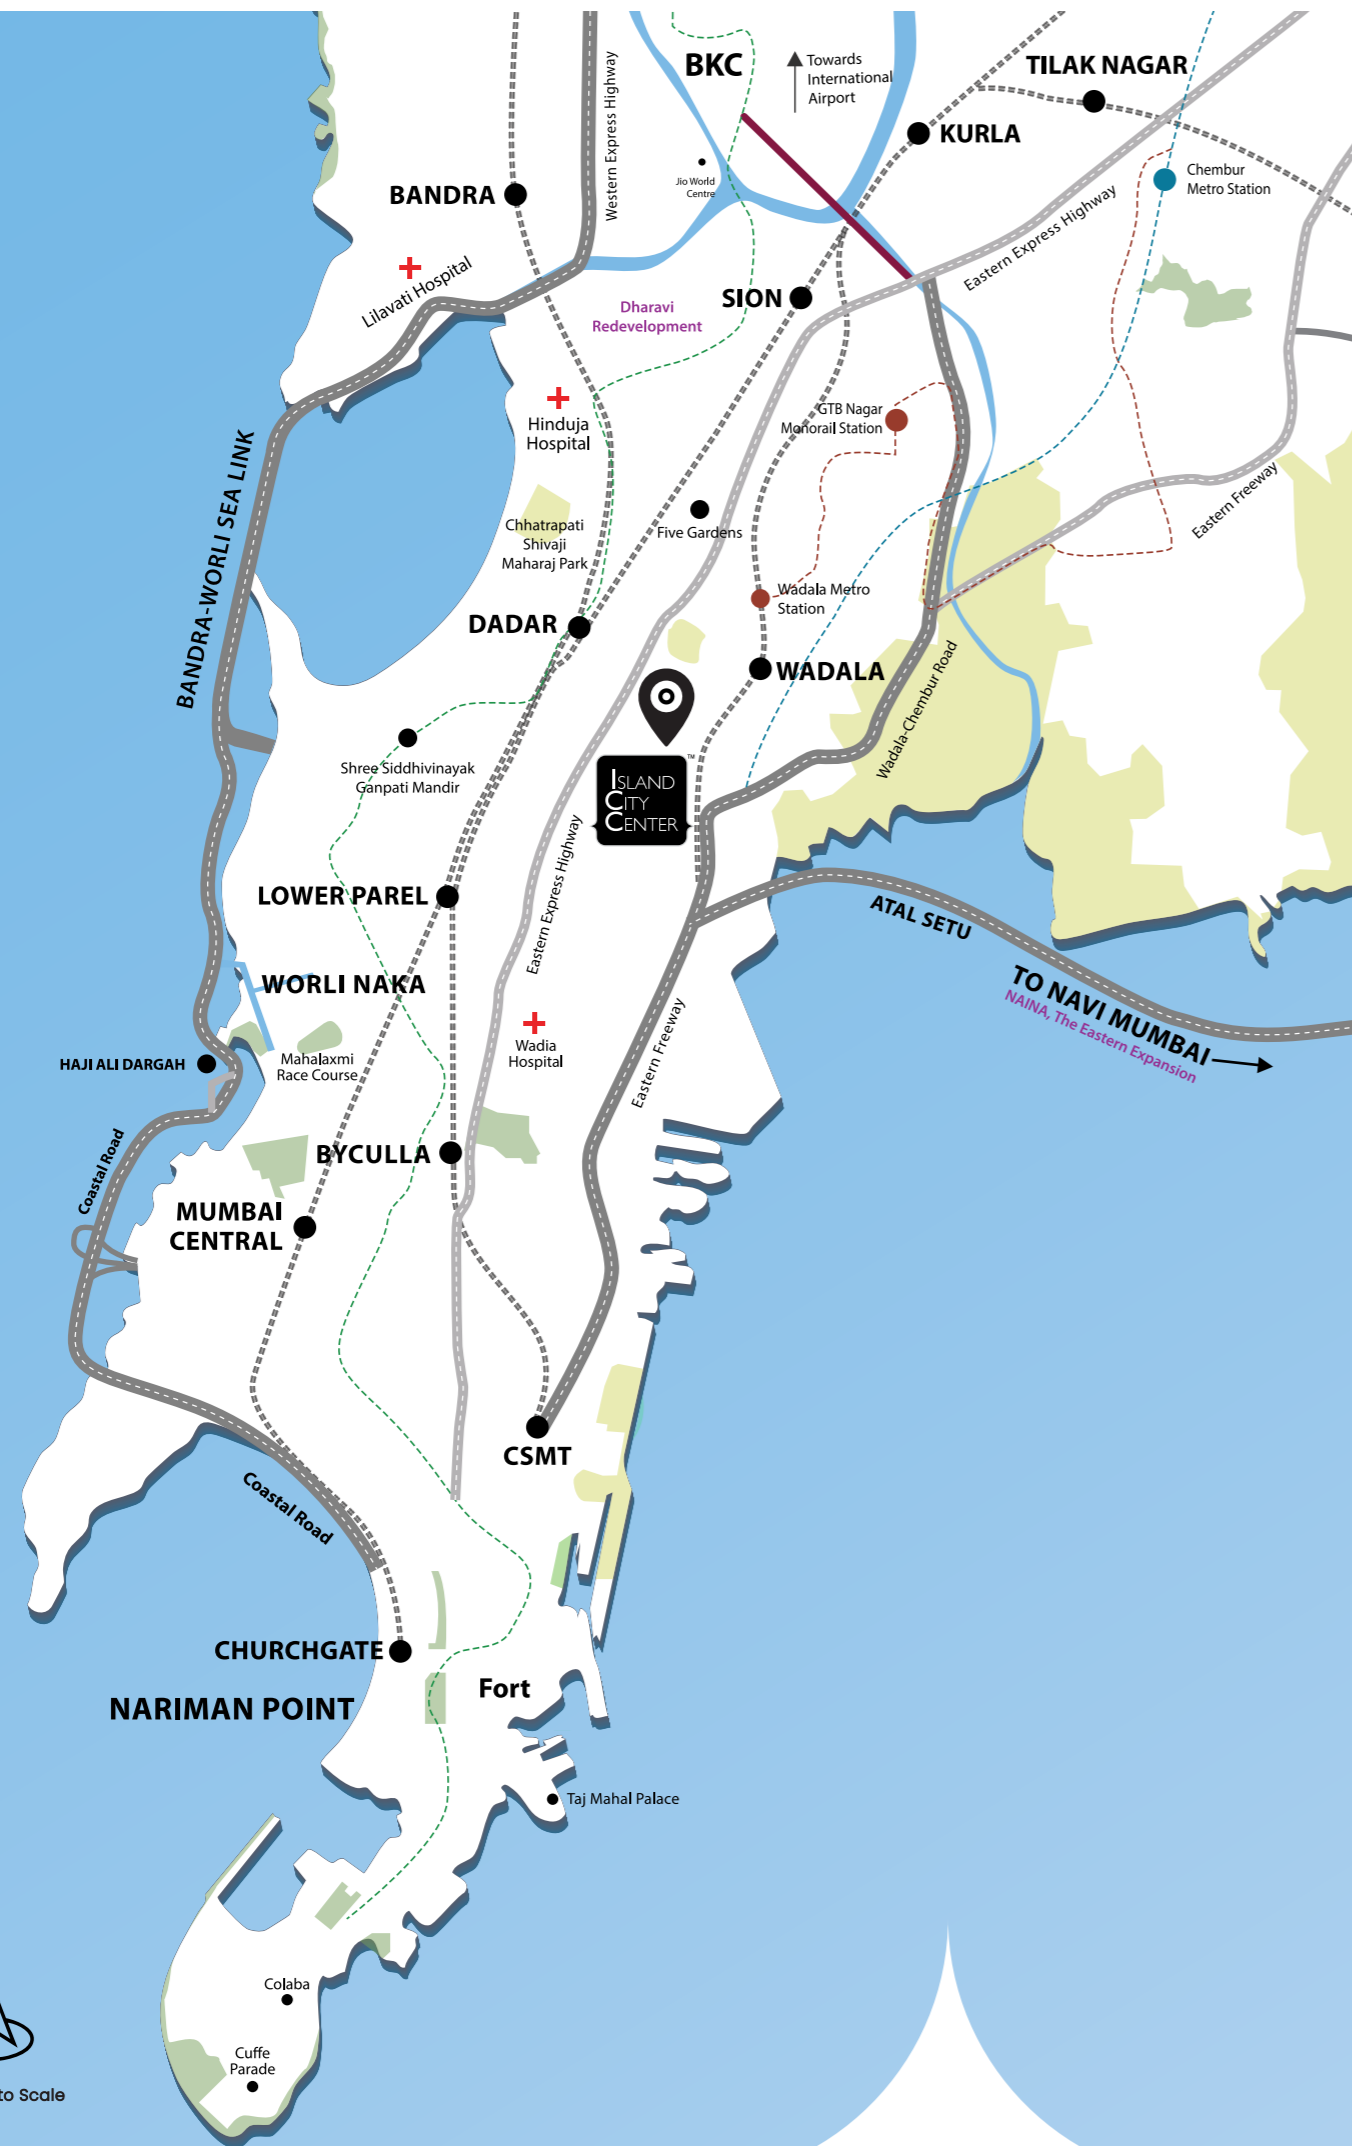 BKC
Towards
International
Airport
TILAK NAGAR
KURLA
Western Express Highway
Jio World
Centre
Chembur
Metro Station
BANDRA
Lilavati Hospital
Eastern Express Highway
SION
Dharavi
Redevelopment
Hinduja
Hospital
GTB Nagar
Monorail Station
BANDRA-WORLI SEA LINK
Five Gardens
Eastern Freeway
Chhatrapati
Shivaji
Maharaj Park
Wadala Metro
Station
DADAR
WADALA
Wadala-Chembur Road
Shree Siddhivinayak
Ganpati Mandir
ISLAND
CITY
CENTER
™
Eastern Express Highway
LOWER PAREL
ATAL SETU
WORLI NAKA
TO NAVI MUMBAI
NAINA, The Eastern Expansion
Wadia
Hospital
Eastern Freeway
HAJI ALI DARGAH
Mahalaxmi
Race Course
Coastal Road
BYCULLA
MUMBAI
CENTRAL
CSMT
Coastal Road
CHURCHGATE
Fort
NARIMAN POINT
Taj Mahal Palace
Colaba
Cuffe
Parade
to Scale